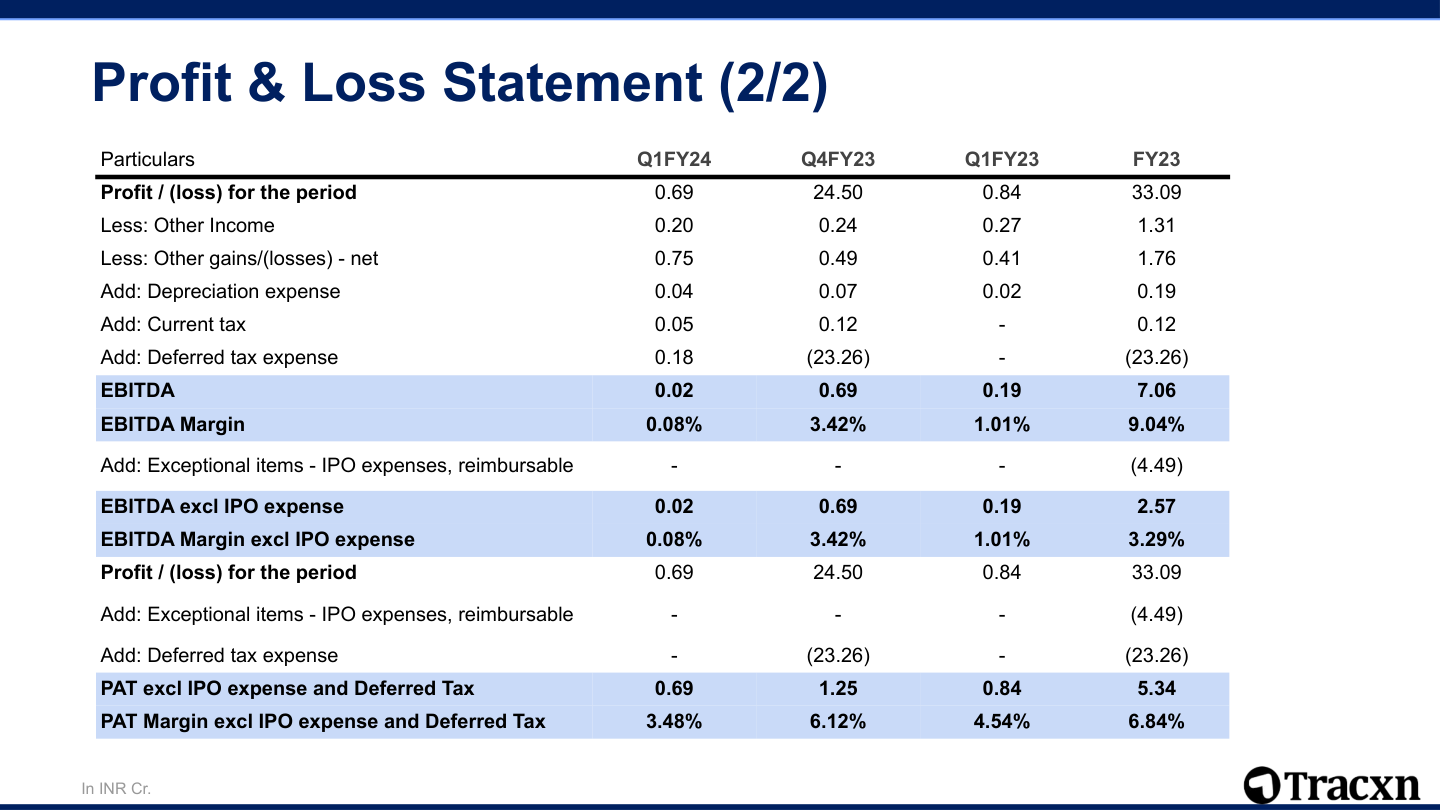 Profit & Loss Statement (2/2)
Particulars Q1FY24 Q4FY23 Q1FY23 FY23
Profit / (loss) for the period 0.69 24.50 0.84 33.09
Less: Other Income 0.20 0.24 0.27 1.31
Less: Other gains/(losses) - net 0.75 0.49 0.41 1.76
Add: Depreciation expense 0.04 0.07 0.02 0.19
Add: Current tax 0.05 0.12 - 0.12
Add: Deferred tax expense 0.18 (23.26) - (23.26)
EBITDA 0.02 0.69 0.19 7.06
EBITDA Margin 0.08% 3.42% 1.01% 9.04%
Add: Exceptional items - IPO expenses, reimbursable - - - (4.49)
EBITDA excl IPO expense 0.02 0.69 0.19 2.57
EBITDA Margin excl IPO expense 0.08% 3.42% 1.01% 3.29%
Profit / (loss) for the period 0.69 24.50 0.84 33.09
Add: Exceptional items - IPO expenses, reimbursable - - - (4.49)
Add: Deferred tax expense - (23.26) - (23.26)
PAT excl IPO expense and Deferred Tax 0.69 1.25 0.84 5.34
PAT Margin excl IPO expense and Deferred Tax 3.48% 6.12% 4.54% 6.84%
In INR Cr.
Tracxn